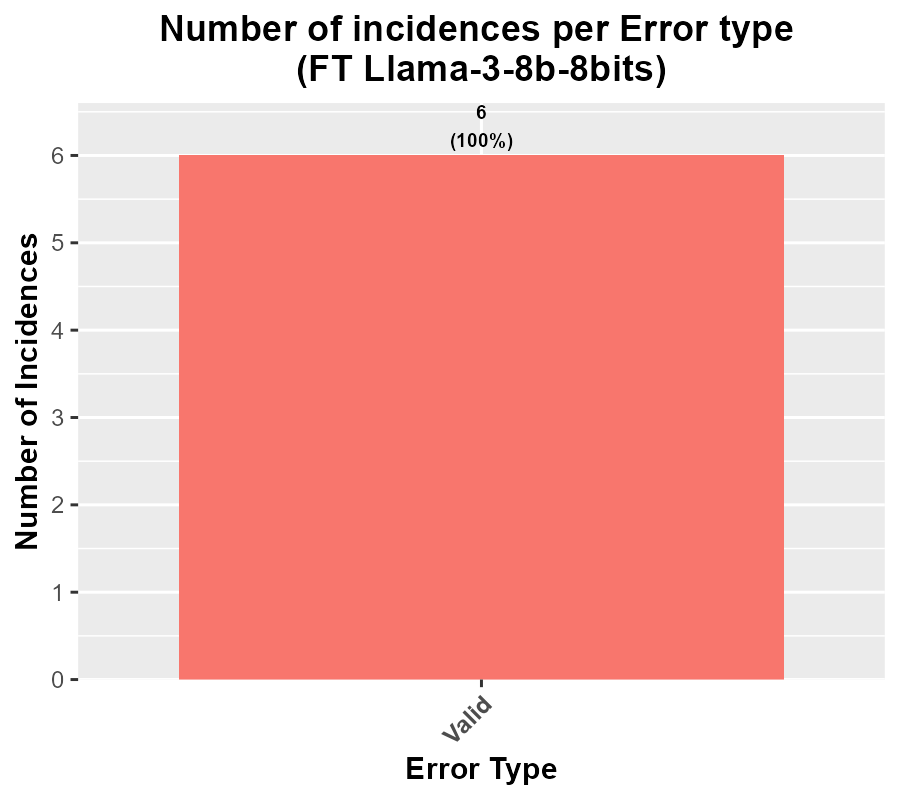 Number of incidences per Error type
(FT Llama-3-8b-8bits)
6
(100%)
6
5
4
3
2
1
0
Number of Incidences
Valid
Error Type